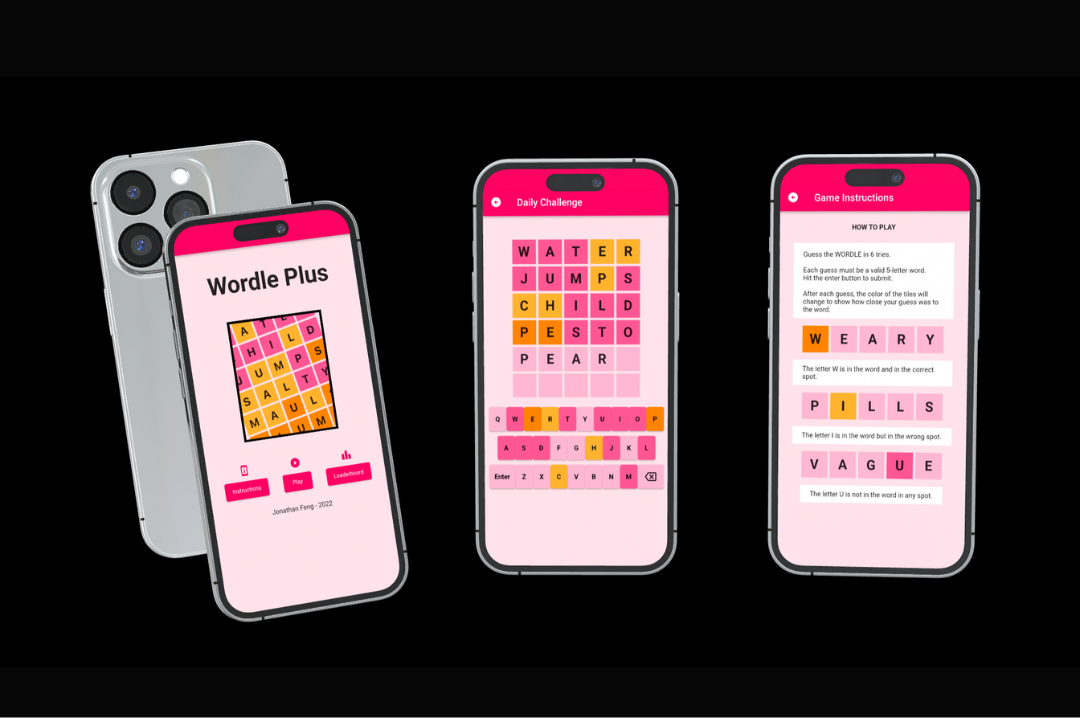 Wordle Plus
A T E
H I L D
J U M P S
S A L T Y
M A U L
U M
Instructions
Play
Leaderboard
Jonathan Feng - 2022
Daily Challenge
W A T E R
J U M P S
C H I L D
P E S T O
P E A R
Q W E R T Y U I O P
A S D F G H J K L
Enter Z X C V B N M
Game Instructions
HOW TO PLAY
Guess the WORDLE in 6 tries.
Each guess must be a valid 5-letter word.
Hit the enter button to submit.
After each guess, the color of the tiles will
change to show how close your guess was to
the word.
W E A R Y
The letter W is in the word and in the correct
spot.
P I L L S
The letter I is in the word but in the wrong spot.
V A G U E
The letter U is not in the word in any spot.